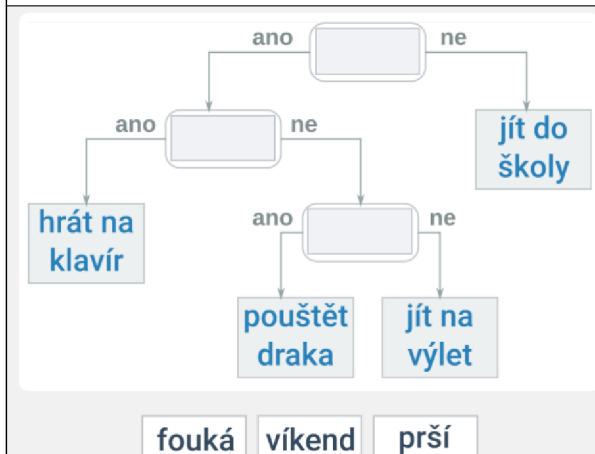 ano
ne
ano
ne
jít do
školy
hrát na
klavír
ano
ne
pouštět
draka
jít na
výlet
fouká
víkend
prší